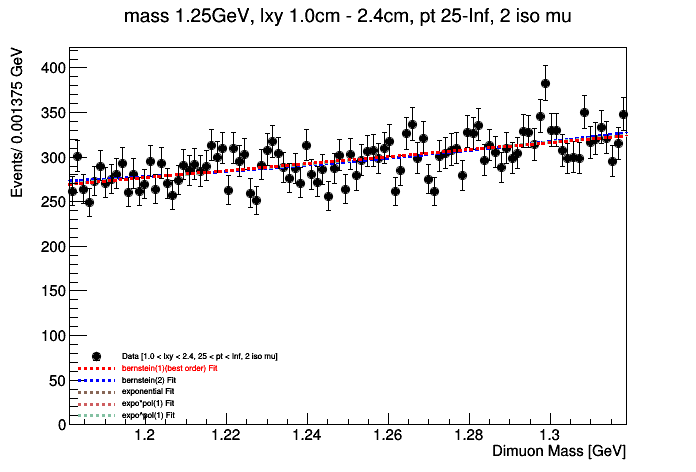 mass 1.25GeV, lxy 1.0cm - 2.4cm, pt 25-Inf, 2 iso mu
Events/ 0.001375 GeV
400
350
300
250
200
150
100
50
0
Data [1.0 < lxy < 2.4, 25 < pt < Inf, 2 iso mu]
bernstein(1)(best order) Fit
bernstein(2) Fit
exponential Fit
expo*pol(1) Fit
expo*pol(1) Fit
1.2 1.22 1.24 1.26 1.28 1.3
Dimuon Mass [GeV]